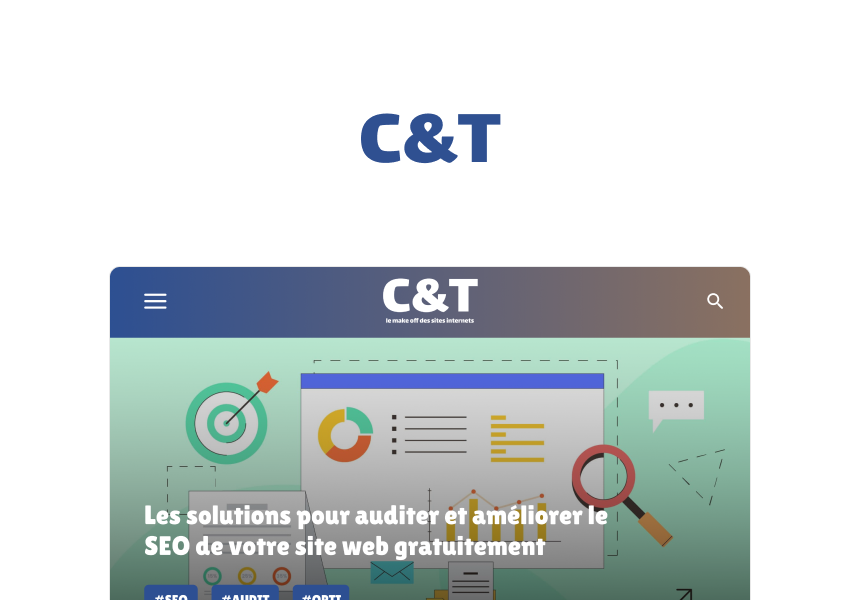 C&T
C&T
le make off des sites internets
Les solutions pour auditer et améliorer le
SEO de votre site web gratuitement
#SEO #AUDIT #OPTI